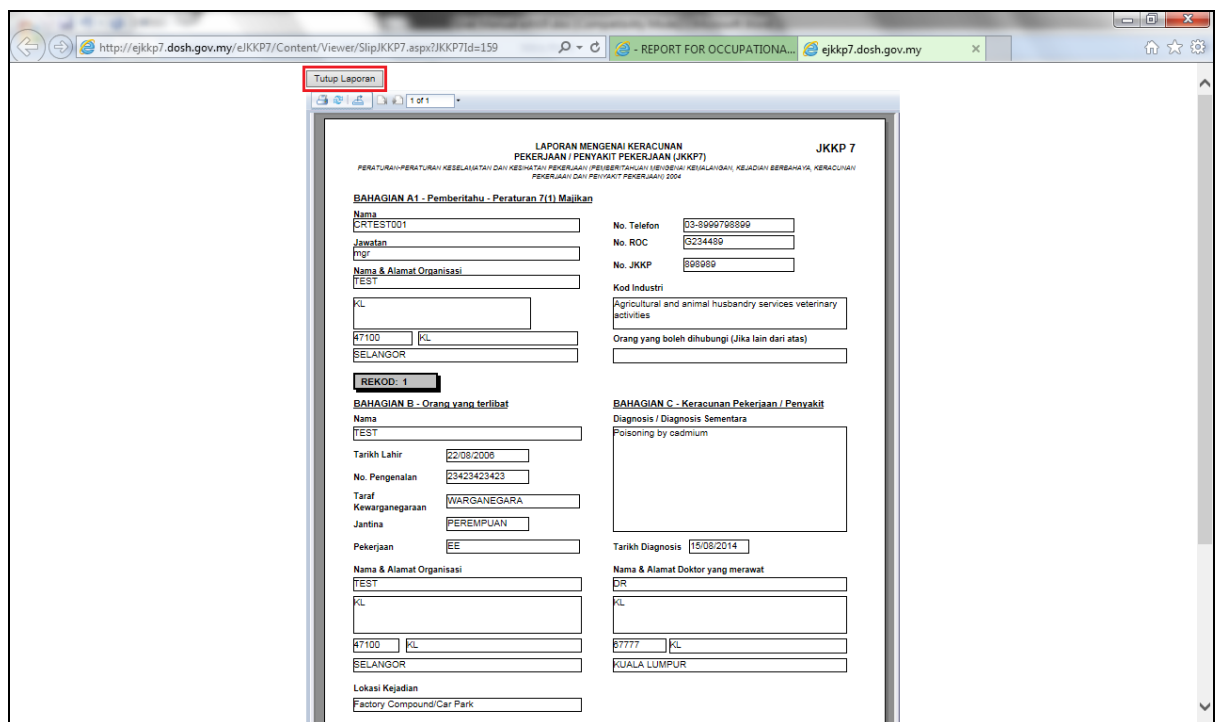 http://ejkkp7.dosh.gov.my/eJKKP7/Content/Viewer/SlipJKKP7.aspx?JKKP7Id=159
- REPORT FOR OCCUPATIONA...
ejkkp7.dosh.gov.my
Tutup Laporan
1 of 1
LAPORAN MENGENAI KERACUNAN
PEKERJAAN / PENYAKIT PEKERJAAN (JKKP7)
JKKP 7
PERATURAN-PERATURAN KESELAMATAN DAN KESIHATAN PEKERJAAN (PEMBERITAHUAN MENGENAI KEMALANGAN, KEJADIAN BERBAHAYA, KERACUNAN
PEKERJAAN DAN PENYAKIT PEKERJAAN) 2004
BAHAGIAN A1 - Pemberitahu - Peraturan 7(1) Majikan
Nama
CRTEST001
No. Telefon 03-8999798899
Jawatan
mgr
No. ROC G234489
Nama & Alamat Organisasi
TEST
No. JKKP 898989
KL
Kod Industri
Agricultural and animal husbandry services veterinary
activities
47100 KL
SELANGOR
Orang yang boleh dihubungi (Jika lain dari atas)
REKOD: 1
BAHAGIAN B - Orang yang terlibat
Nama
TEST
Tarikh Lahir 22/08/2006
No. Pengenalan 23423423423
Taraf
Kewarganegaraan WARGANEGARA
Jantina PEREMPUAN
Pekerjaan EE
Nama & Alamat Organisasi
TEST
KL
47100 KL
SELANGOR
Lokasi Kejadian
Factory Compound/Car Park
BAHAGIAN C - Keracunan Pekerjaan / Penyakit
Diagnosis / Diagnosis Sementara
Poisoning by cadmium
Tarikh Diagnosis 15/08/2014
Nama & Alamat Doktor yang merawat
DR
KL
67777 KL
KUALA LUMPUR